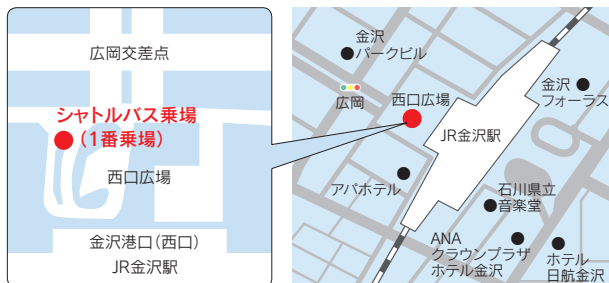 広岡交差点
シャトルバス乗場
(1番乗場)
西口広場
金沢港口(西口)
JR金沢駅
金沢
パークビル
広岡
西口広場
金沢
フォーラス
JR金沢駅
アパホテル
石川県立
音楽堂
ANA
クラウンプラザ
ホテル金沢
ホテル
日航金沢